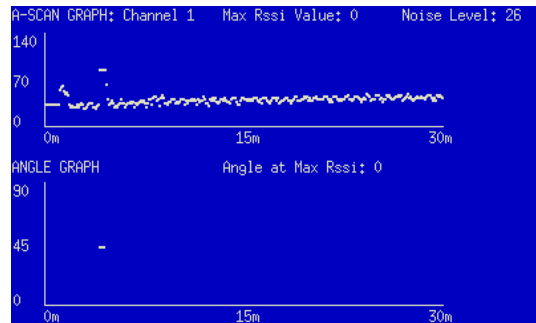 A-SCAN GRAPH: Channel 1 Max Rssi Value: 0 Noise Level: 26
140
70
0
0m 15m 30m
ANGLE GRAPH Angle at Max Rssi: 0
90
45
0
0m 15m 30m